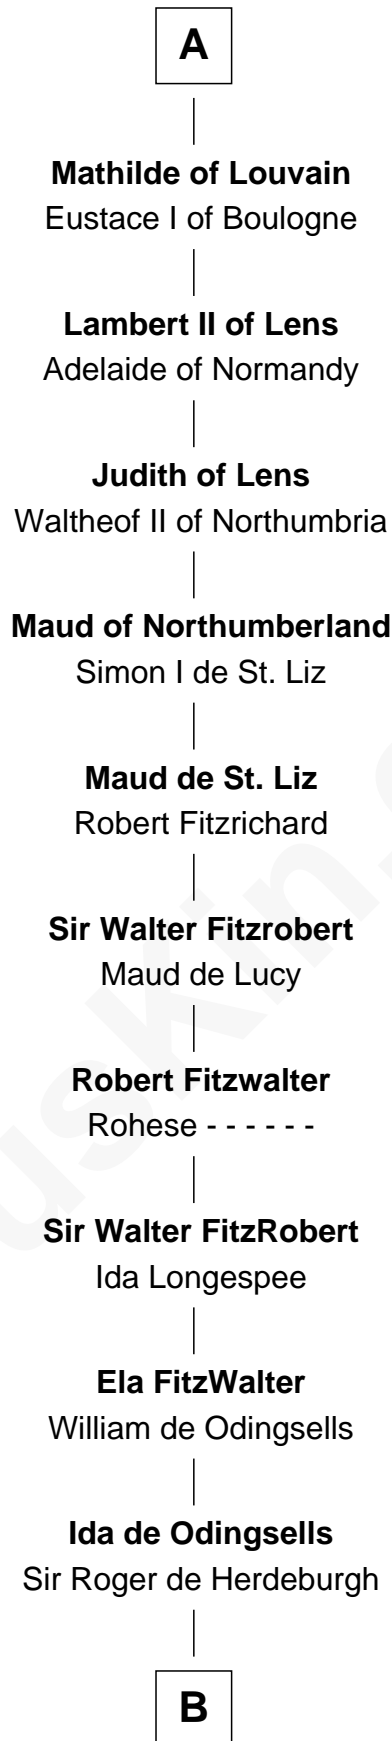 A
Mathilde of Louvain
Eustace I of Boulogne
Lambert II of Lens
Adelaide of Normandy
Judith of Lens
Waltheof II of Northumbria
Maud of Northumberland
Simon I de St. Liz
Maud de St. Liz
Robert Fitzrichard
Sir Walter Fitzrobert
Maud de Lucy
Robert Fitzwalter
Rohese - - - - - -
Sir Walter FitzRobert
Ida Longespee
Ela FitzWalter
William de Odingsells
Ida de Odingsells
Sir Roger de Herdeburgh
B